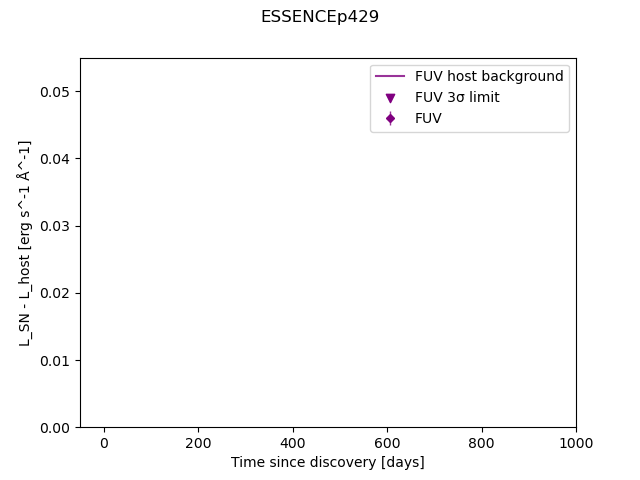 ESSENCEp429
FUV host background
FUV 3σ limit
FUV
0.05
0.04
0.03
0.02
0.01
0.00
L_SN - L_host [erg s^-1 Å^-1]
0 200 400 600 800 1000
Time since discovery [days]